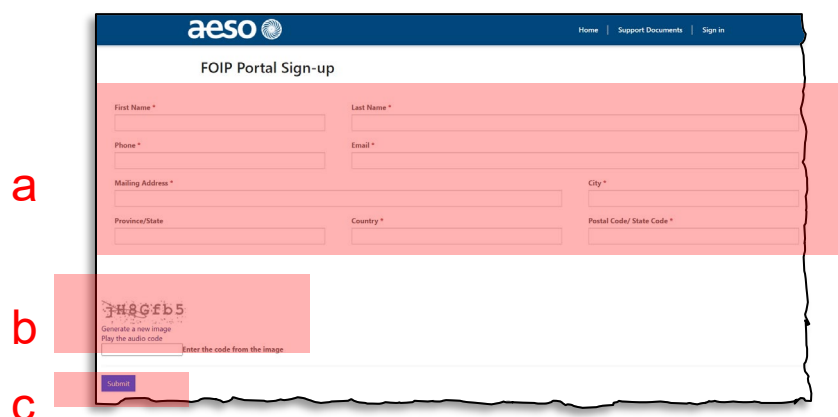 aeso
Home | Support Documents | Sign in
FOIP Portal Sign-up
First Name * Last Name *
Phone * Email *
a
Mailing Address * City *
Province/State Country * Postal Code/ State Code *
jH8Gfb5
b
Generate a new image
Play the audio code
Enter the code from the image
Submit
c